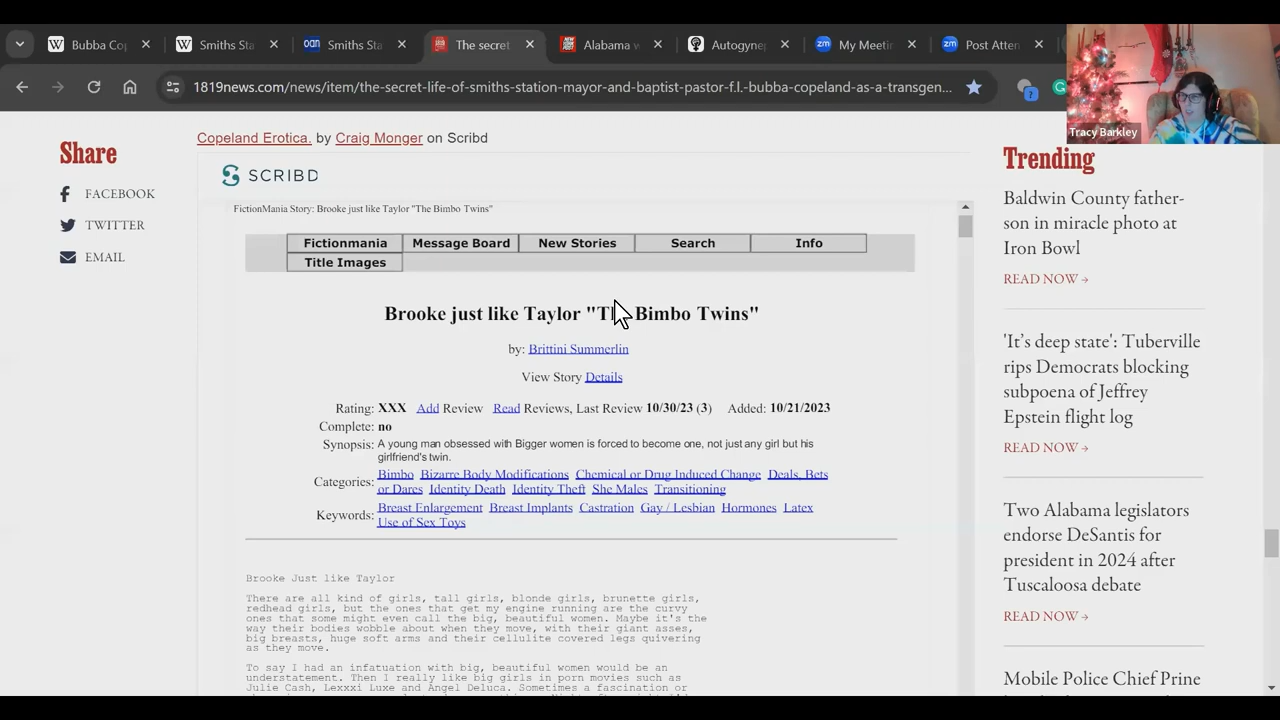 Bubba Co
Smiths Sta
oan
Smiths Sta
The secret
Alabama w
Autogyne
zm
My Meeti
zm
Post Atten
1819news.com/news/item/the-secret-life-of-smiths-station-mayor-and-baptist-pastor-f.l.-bubba-copeland-as-a-transgen...
Tracy Barkley
Share
FACEBOOK
TWITTER
EMAIL
Copeland Erotica. by Craig Monger on Scribd
SCRIBD
FictionMania Story: Brooke just like Taylor "The Bimbo Twins"
Fictionmania Message Board New Stories Search Info
Title Images
Brooke just like Taylor "Th Bimbo Twins"
by: Brittini Summerlin
View Story Details
Rating: XXX Add Review Read Reviews, Last Review 10/30/23 (3) Added: 10/21/2023
Complete: no
Synopsis: A young man obsessed with Bigger women is forced to become one, not just any girl but his
girlfriend's twin.
Categories: Bimbo Bizarre Body Modifications Chemical or Drug Induced Change Deals, Bets
or Dares Identity Death Identity Theft She Males Transitioning
Keywords: Breast Enlargement Breast Implants Castration Gay / Lesbian Hormones Latex
Use of Sex Toys
Brooke Just like Taylor
There are all kind of girls, tall girls, blonde girls, brunette girls,
redhead girls, but the ones that get my engine running are the curvy
ones that some might even call the big, beautiful women. Maybe it's the
way their bodies wobble about when they move, with their giant asses,
big breasts, huge soft arms and their cellulite covered legs quivering
as they move.
To say I had an infatuation with big, beautiful women would be an
understatement. Then I really like big girls in porn movies such as
Julie Cash, Lexxxi Luxe and Angel Deluca. Sometimes a fascination or
Trending
Baldwin County father-
son in miracle photo at
Iron Bowl
READ NOW →
'It's deep state': Tuberville
rips Democrats blocking
subpoena of Jeffrey
Epstein flight log
READ NOW →
Two Alabama legislators
endorse DeSantis for
president in 2024 after
Tuscaloosa debate
READ NOW →
Mobile Police Chief Prine